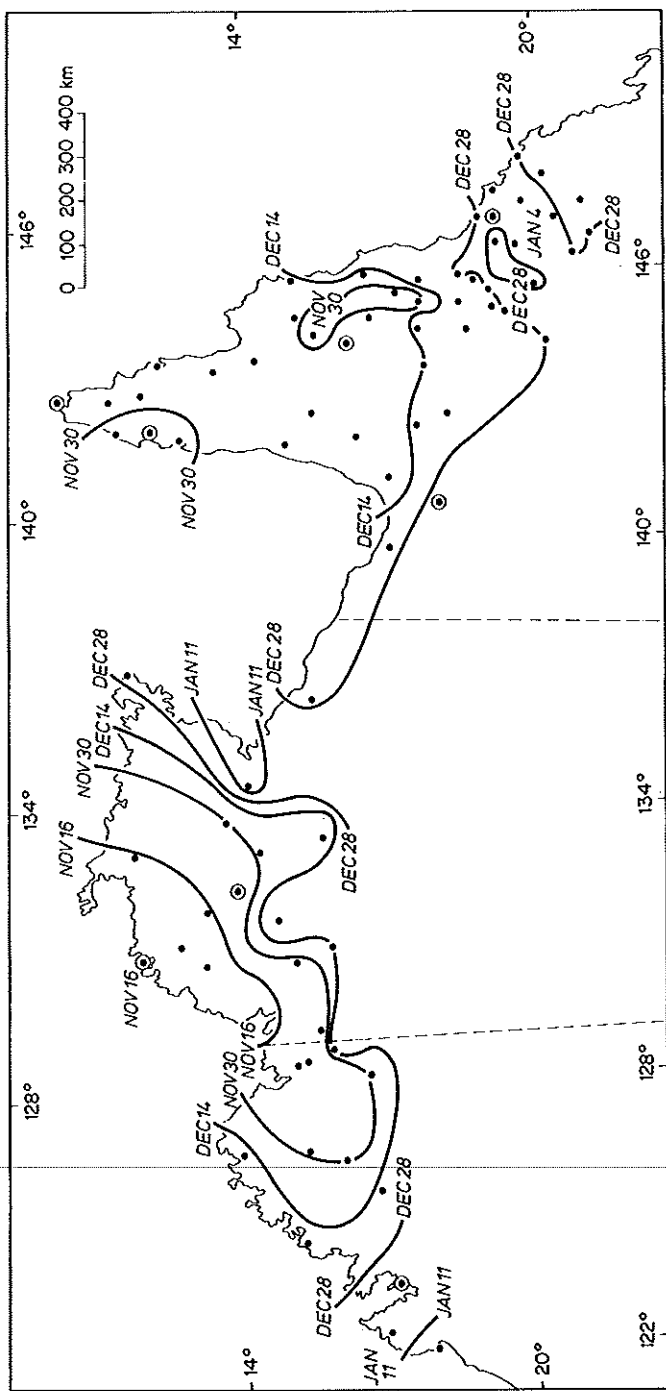 128°
134°
140°
146°
0 100 200 300 400 km
NOV 30
NOV 16
NOV 30
DEC 14
DEC 28
NOV 16
NOV 30
JAN 11
DEC 14
NOV 30
NOV 16
14°
14°
JAN 11
DEC 28
DEC 14
NOV
30
DEC 28
DEC 28
DEC 14
JAN
11
DEC 28
JAN 11
DEC 28
DEC 28
DEC 28
JAN 4
20°
20°
DEC 28
122°
128°
134°
140°
146°